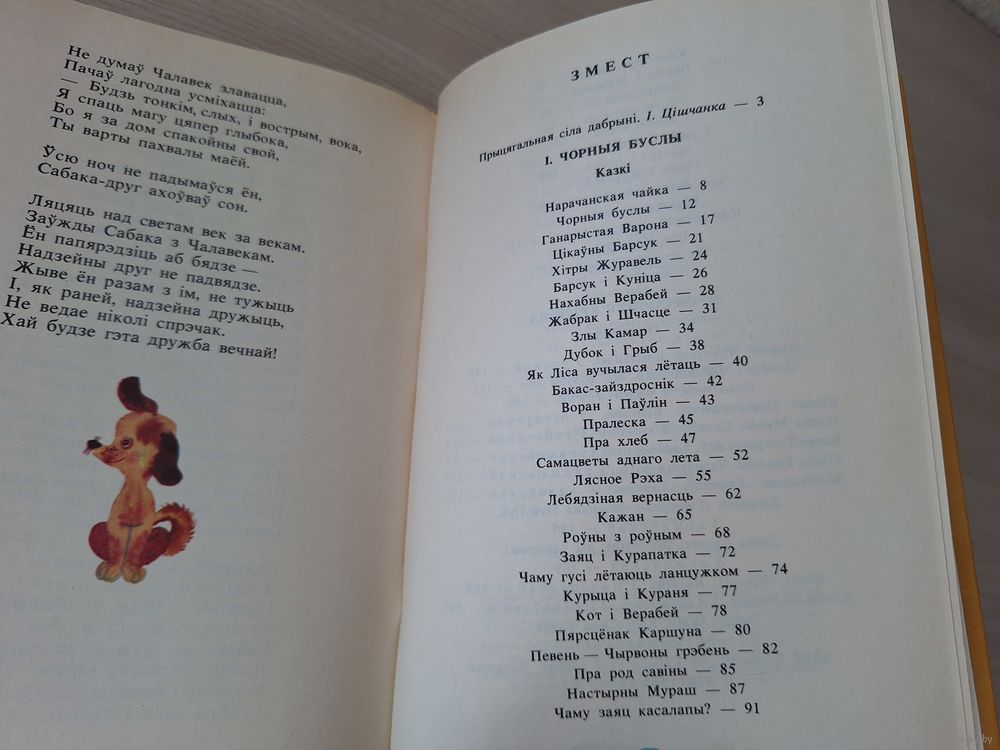 Не думаў Чалавек злавацца,
Пачаў лагодна усміхацца:
— Будзь тонкім, слых, і вострым, вока,
Я спаць магу цяпер глыбока,
Бо я за дом спакойны свой,
Ты варты пахвалы маёй.
Ўсю ноч не падымаўся ён,
Сабака-друг ахоўваў сон.
Ляцяць над светам век за векам.
Заўжды Сабака з Чалавекам.
Ён папярэдзіць аб бядзе —
Надзейны друг не падвядзе.
Жыве ён разам з ім, не тужыць
І, як раней, надзейна дружыць,
Не ведае ніколі спрэчак.
Хай будзе гэта дружба вечнай!
ЗМЕСТ
Прыцягальная сіла дабрыні. І. Цішчанка — 3
І. ЧОРНЫЯ БУСЛЫ
Казкі
Нарачанская чайка — 8
Чорныя буслы — 12
Ганарыстая Варона — 17
Цікаўны Барсук — 21
Хітры Журавель — 24
Барсук і Куніца — 26
Нахабны Верабей — 28
Жабрак і Шчасце — 31
Злы Камар — 34
Дубок і Грыб — 38
Як Ліса вучылася лётаць — 40
Бакас-зайздроснік — 42
Воран і Паўлін — 43
Пралеска — 45
Пра хлеб — 47
Самацветы аднаго лета — 52
Лясное Рэха — 55
Лебядзіная вернасць — 62
Кажан — 65
Роўны з роўным — 68
Заяц і Курапатка — 72
Чаму гусі лётаюць ланцужком — 74
Курыца і Кураня — 77
Кот і Верабей — 78
Пярсцёнак Каршуна — 80
Певень — Чырвоны грэбень — 82
Пра род савіны — 85
Настырны Мураш — 87
Чаму заяц касалапы? — 91